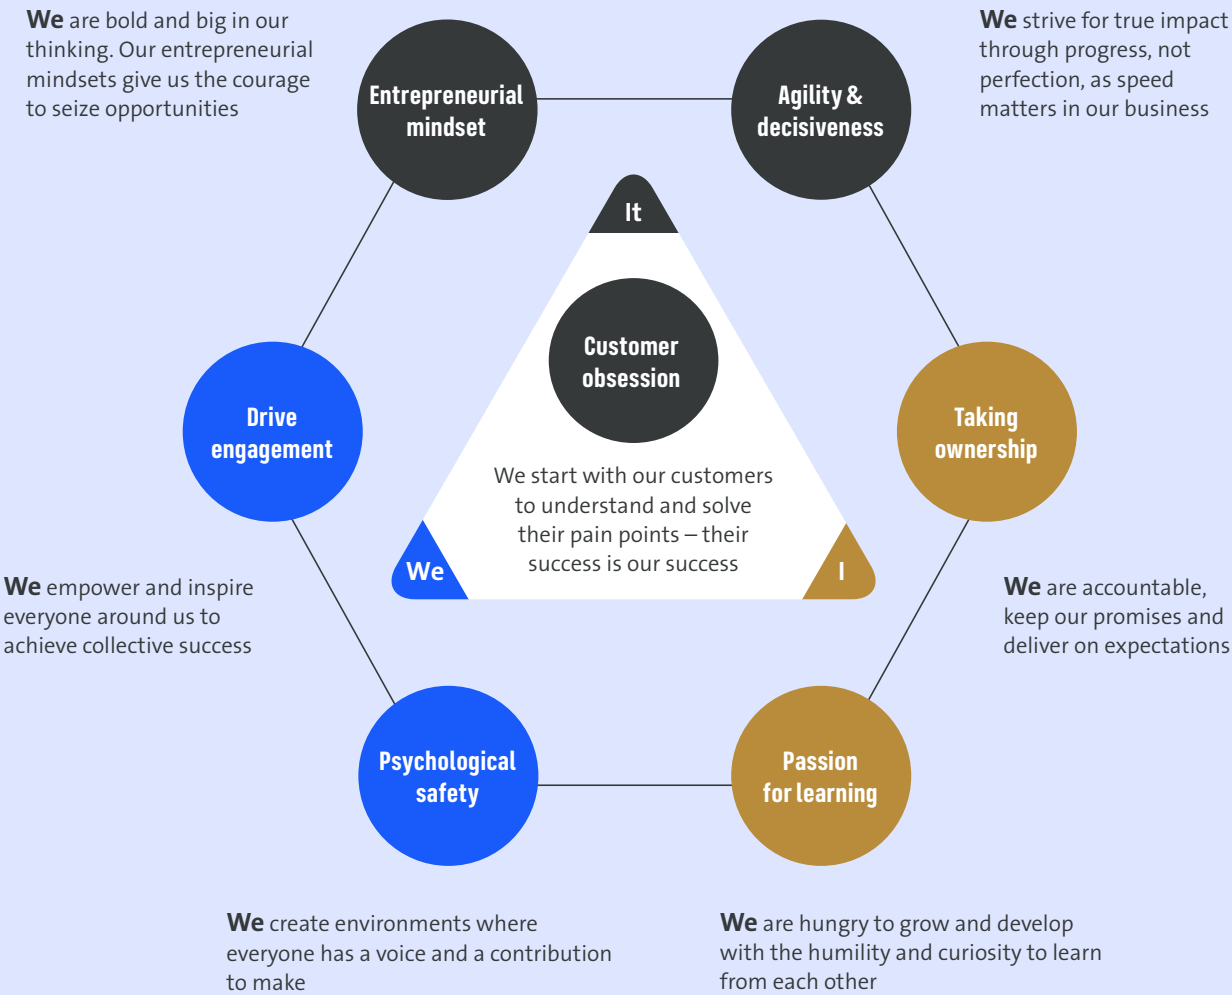 We are bold and big in our
thinking. Our entrepreneurial
mindsets give us the courage
to seize opportunities
Entrepreneurial
mindset
Agility &
decisiveness
We strive for true impact
through progress, not
perfection, as speed
matters in our business
It
Customer
obsession
We start with our customers
to understand and solve
their pain points – their
success is our success
We
I
Drive
engagement
Taking
ownership
We empower and inspire
everyone around us to
achieve collective success
We are accountable,
keep our promises and
deliver on expectations
Psychological
safety
Passion
for learning
We create environments where
everyone has a voice and a contribution
to make
We are hungry to grow and develop
with the humility and curiosity to learn
from each other